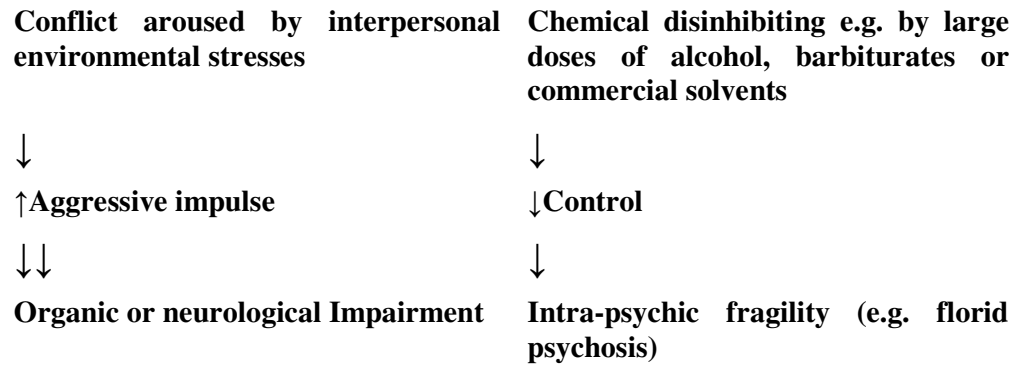 Conflict aroused by interpersonal
environmental stresses
↓
↑Aggressive impulse
↓↓
Organic or neurological Impairment
Chemical disinhibiting e.g. by large
doses of alcohol, barbiturates or
commercial solvents
↓
↓Control
↓
Intra-psychic fragility (e.g. florid
psychosis)